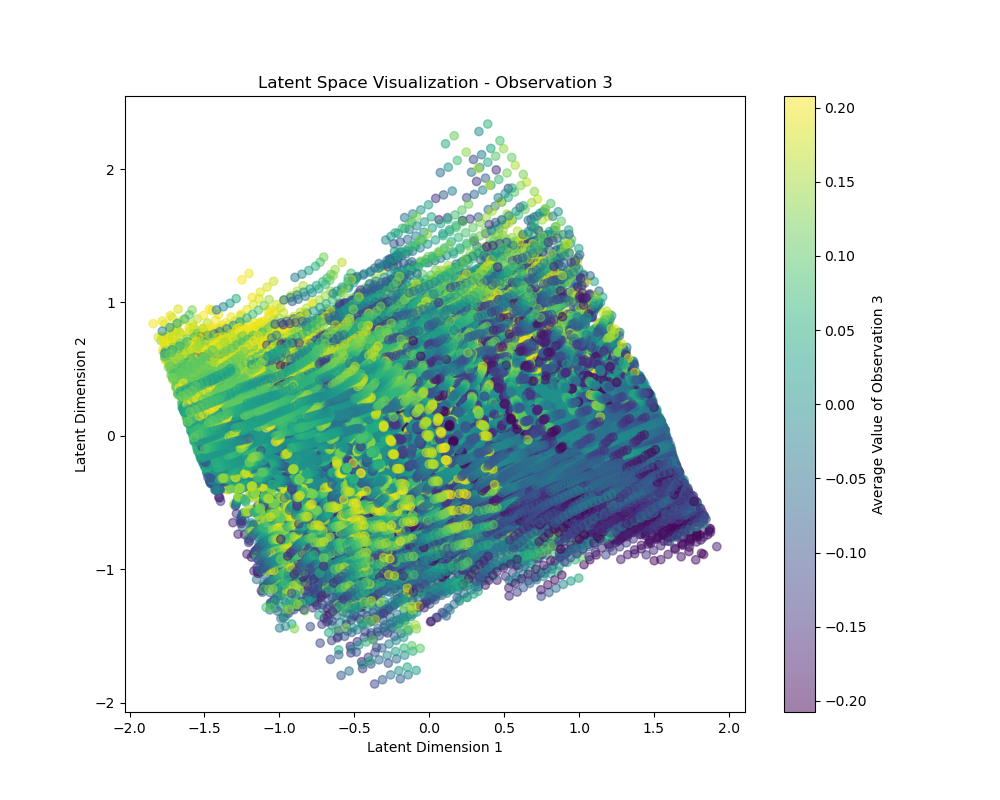 Latent Space Visualization - Observation 3
2
1
0
−1
−2
Latent Dimension 2
−2.0 −1.5 −1.0 −0.5 0.0 0.5 1.0 1.5 2.0
Latent Dimension 1
0.20
0.15
0.10
0.05
0.00
−0.05
−0.10
−0.15
−0.20
Average Value of Observation 3